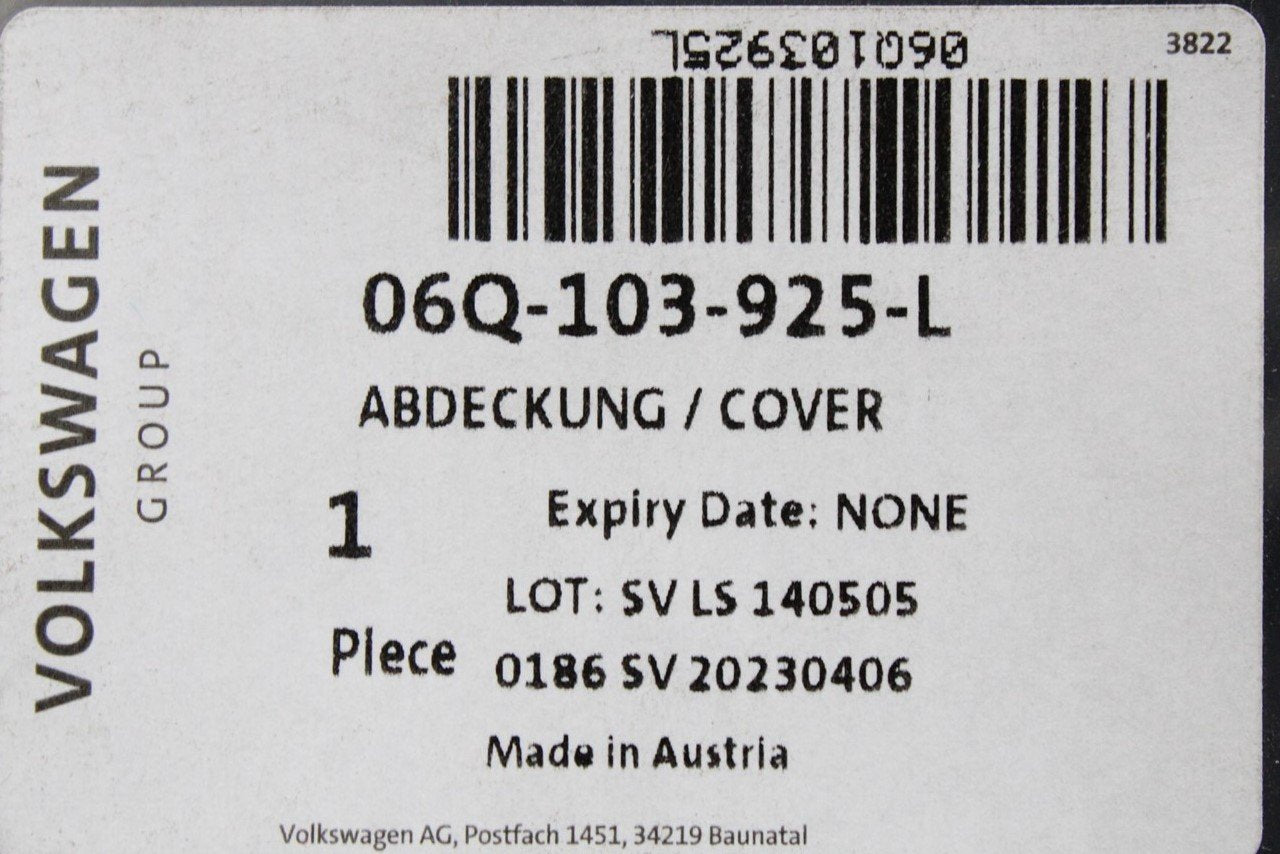 06Q103925L
3822
VOLKSWAGEN
GROUP
06Q-103-925-L
ABDECKUNG / COVER
1
Piece
Expiry Date: NONE
LOT: SV LS 140505
0186 SV 20230406
Made in Austria
Volkswagen AG, Postfach 1451, 34219 Baunatal